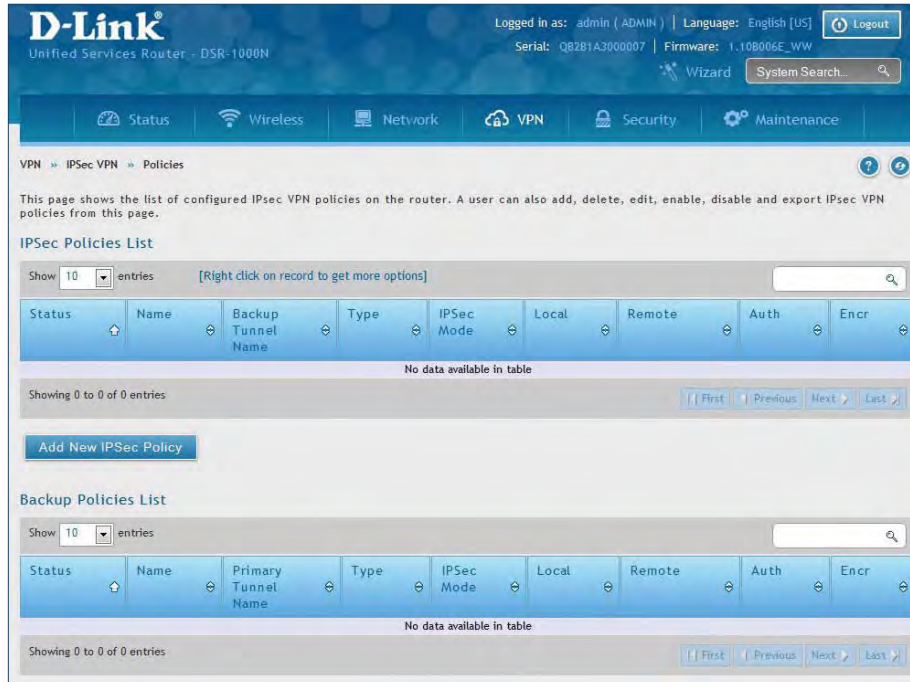 D-Link®
Logged in as: admin ( ADMIN ) | Language: English [US]
Logout
Unified Services Router - DSR-1000N
Serial: QB2B1A3000007 | Firmware: 1.10B006E_WW
Wizard
System Search...
Status
Wireless
Network
VPN
Security
Maintenance
VPN » IPSec VPN » Policies
This page shows the list of configured IPsec VPN policies on the router. A user can also add, delete, edit, enable, disable and export IPsec VPN
policies from this page.
IPSec Policies List
Show 10 entries [Right click on record to get more options]
Status Name Backup Tunnel Name Type IPSec Mode Local Remote Auth Encr
No data available in table
Showing 0 to 0 of 0 entries
First Previous Next Last
Add New IPSec Policy
Backup Policies List
Show 10 entries
Status Name Primary Tunnel Name Type IPSec Mode Local Remote Auth Encr
No data available in table
Showing 0 to 0 of 0 entries
First Previous Next Last